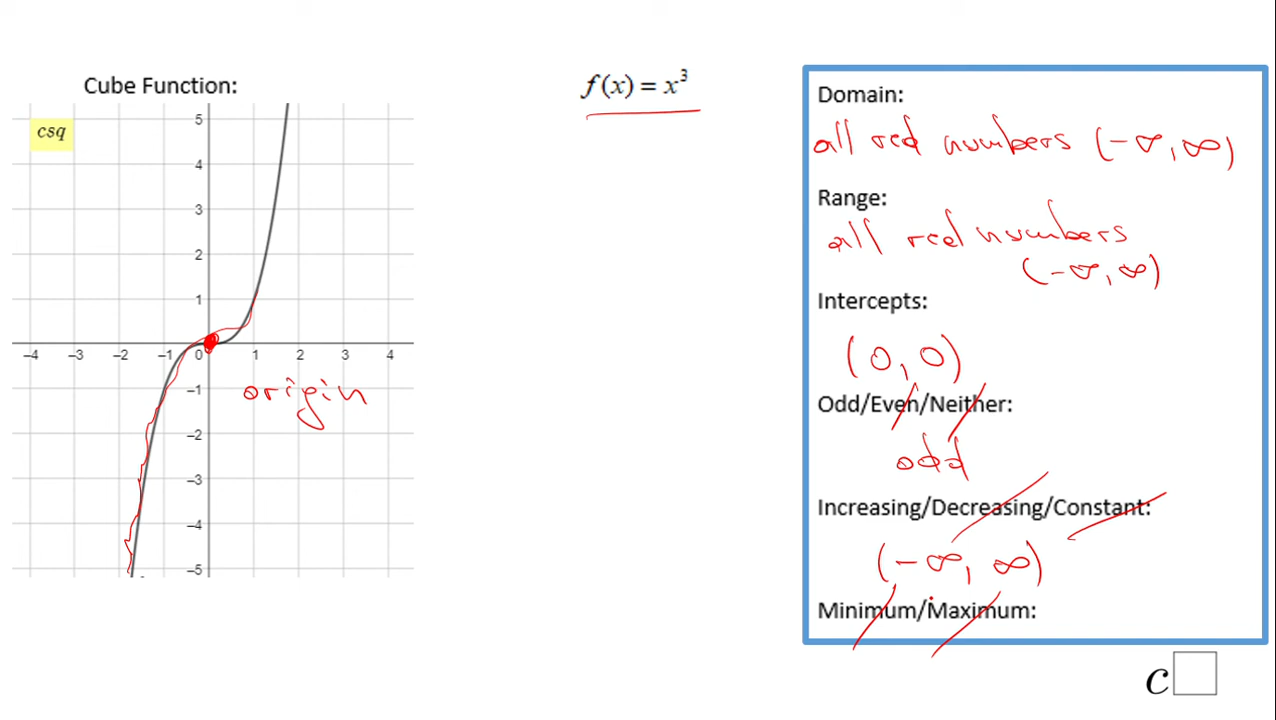 Cube Function:
f(x) = x³
csq
5
4
3
2
1
−4 −3 −2 −1 0 1 2 3 4
−1
−2
−3
−4
−5
origin
Domain:
all real numbers (-∞, ∞)
Range:
all real numbers
(-∞, ∞)
Intercepts:
(0, 0)
Odd/Even/Neither:
odd
Increasing/Decreasing/Constant:
(-∞, ∞)
Minimum/Maximum:
c